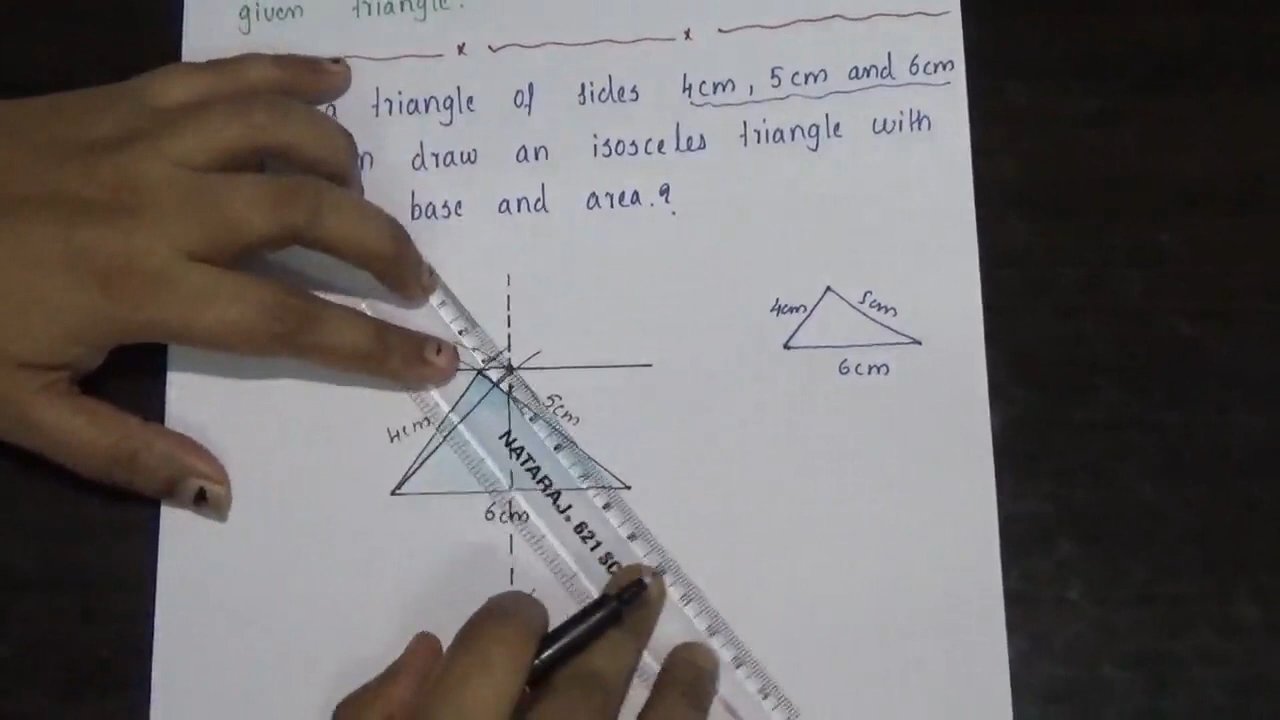 given triangle.
triangle of sides 4cm, 5cm and 6cm
draw an isosceles triangle with
base and area.?
4cm 5cm
6cm
5cm
4cm
6cm
NATARAJ. 621 SC